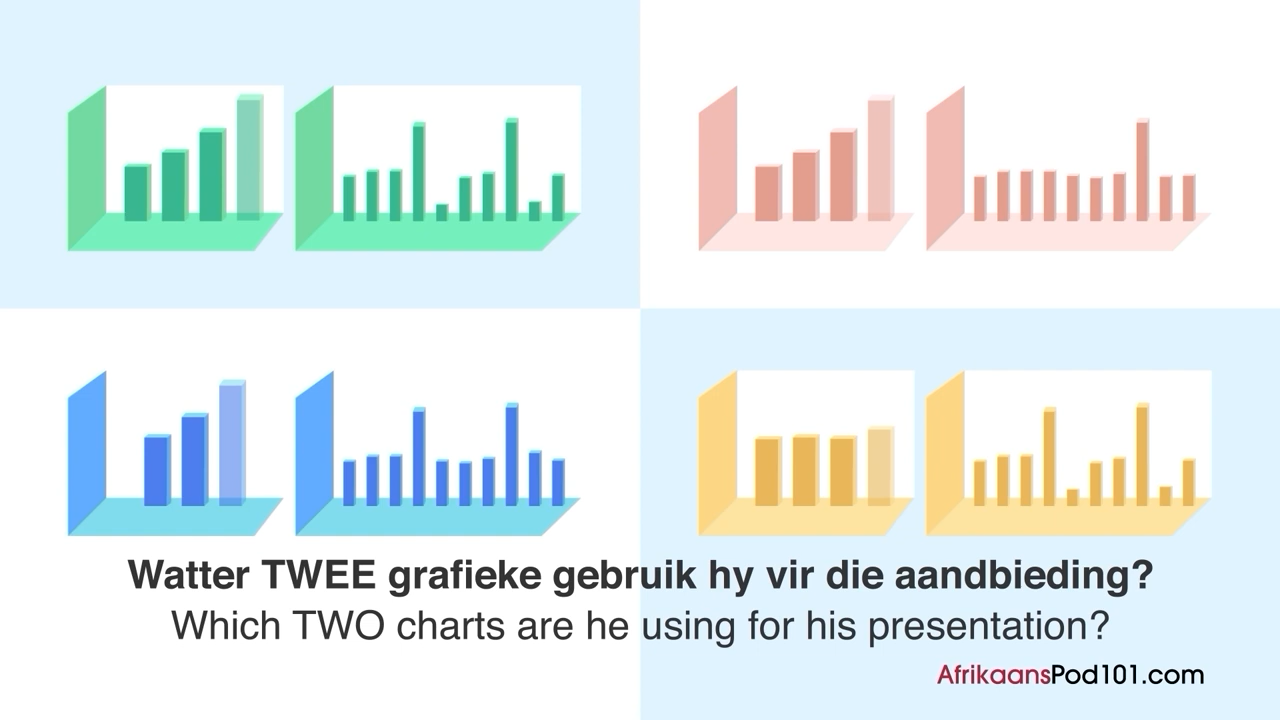 Watter TWEE grafieke gebruik hy vir die aandbieding?
Which TWO charts are he using for his presentation?
AfrikaansPod101.com